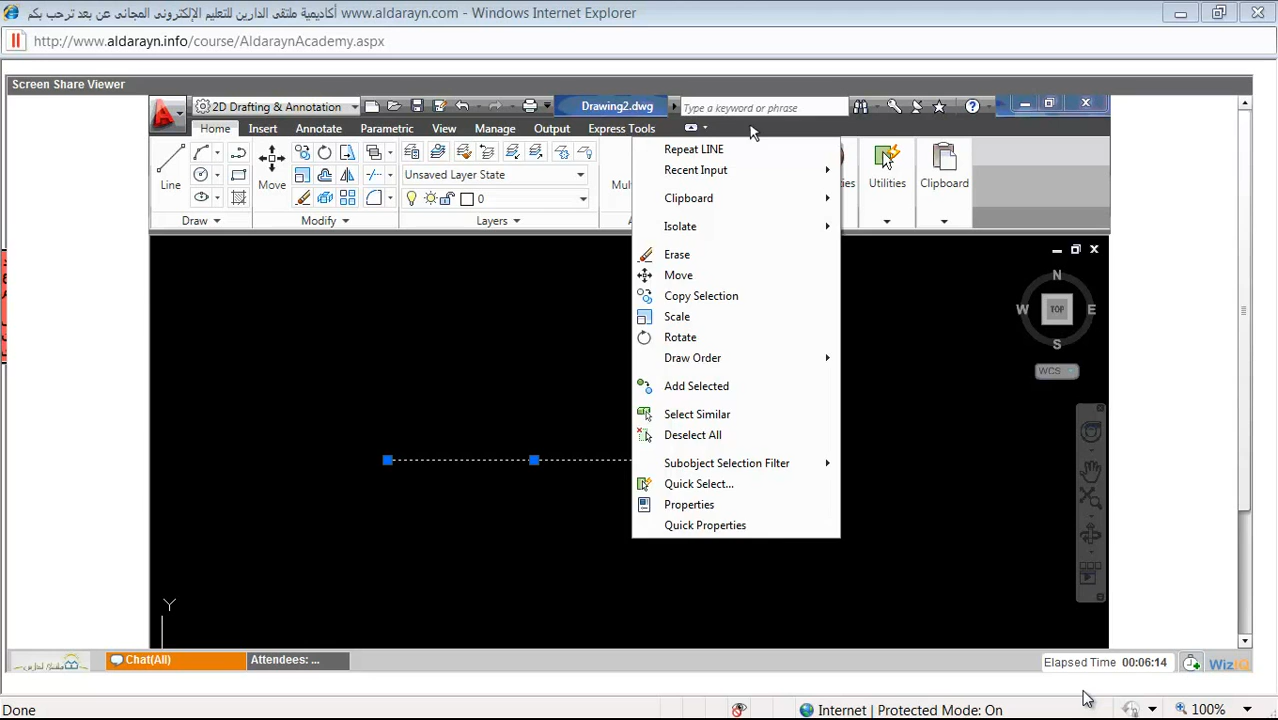 أكاديمية ملتقى الدارين للتعليم الإلكترونى المجانى عن بعد ترحب بكم www.aldarayn.com - Windows Internet Explorer
http://www.aldarayn.info/course/AldaraynAcademy.aspx
Screen Share Viewer
2D Drafting & Annotation
Drawing2.dwg
Type a keyword or phrase
Home Insert Annotate Parametric View Manage Output Express Tools
Line
Move
Unsaved Layer State
0
Utilities
Clipboard
Draw
Modify
Layers
Repeat LINE
Recent Input
Clipboard
Isolate
Erase
Move
Copy Selection
Scale
Rotate
Draw Order
Add Selected
Select Similar
Deselect All
Subobject Selection Filter
Quick Select...
Properties
Quick Properties
N
W TOP E
S
WCS
Y
Chat(All)
Attendees: ...
Elapsed Time 00:06:14
WizIQ
Done
Internet | Protected Mode: On
100%